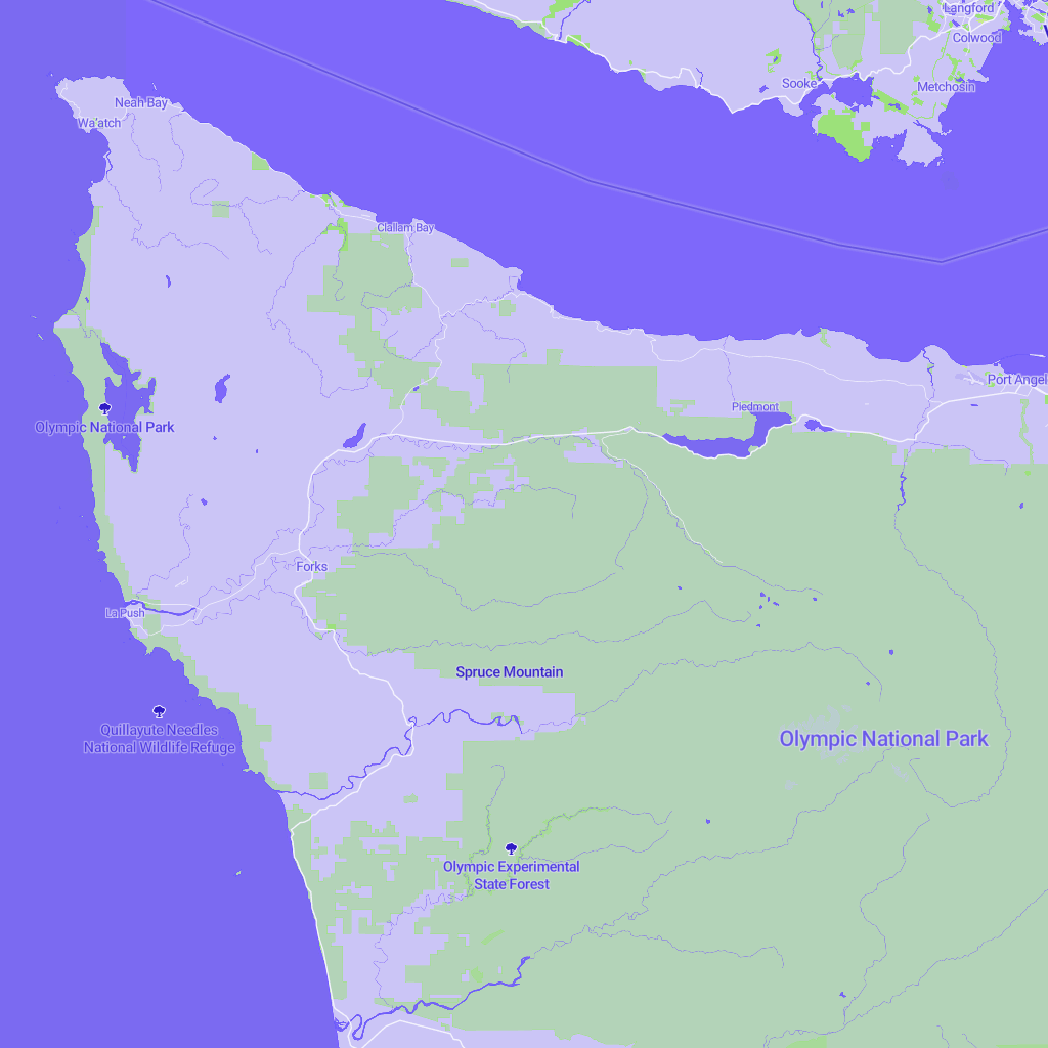 Langford
Colwood
Sooke
Metchosin
Neah Bay
Wa'atch
Clallam Bay
Port Angel
Piedmont
Olympic National Park
Forks
La Push
Spruce Mountain
Quillayute Needles
National Wildlife Refuge
Olympic National Park
Olympic Experimental
State Forest